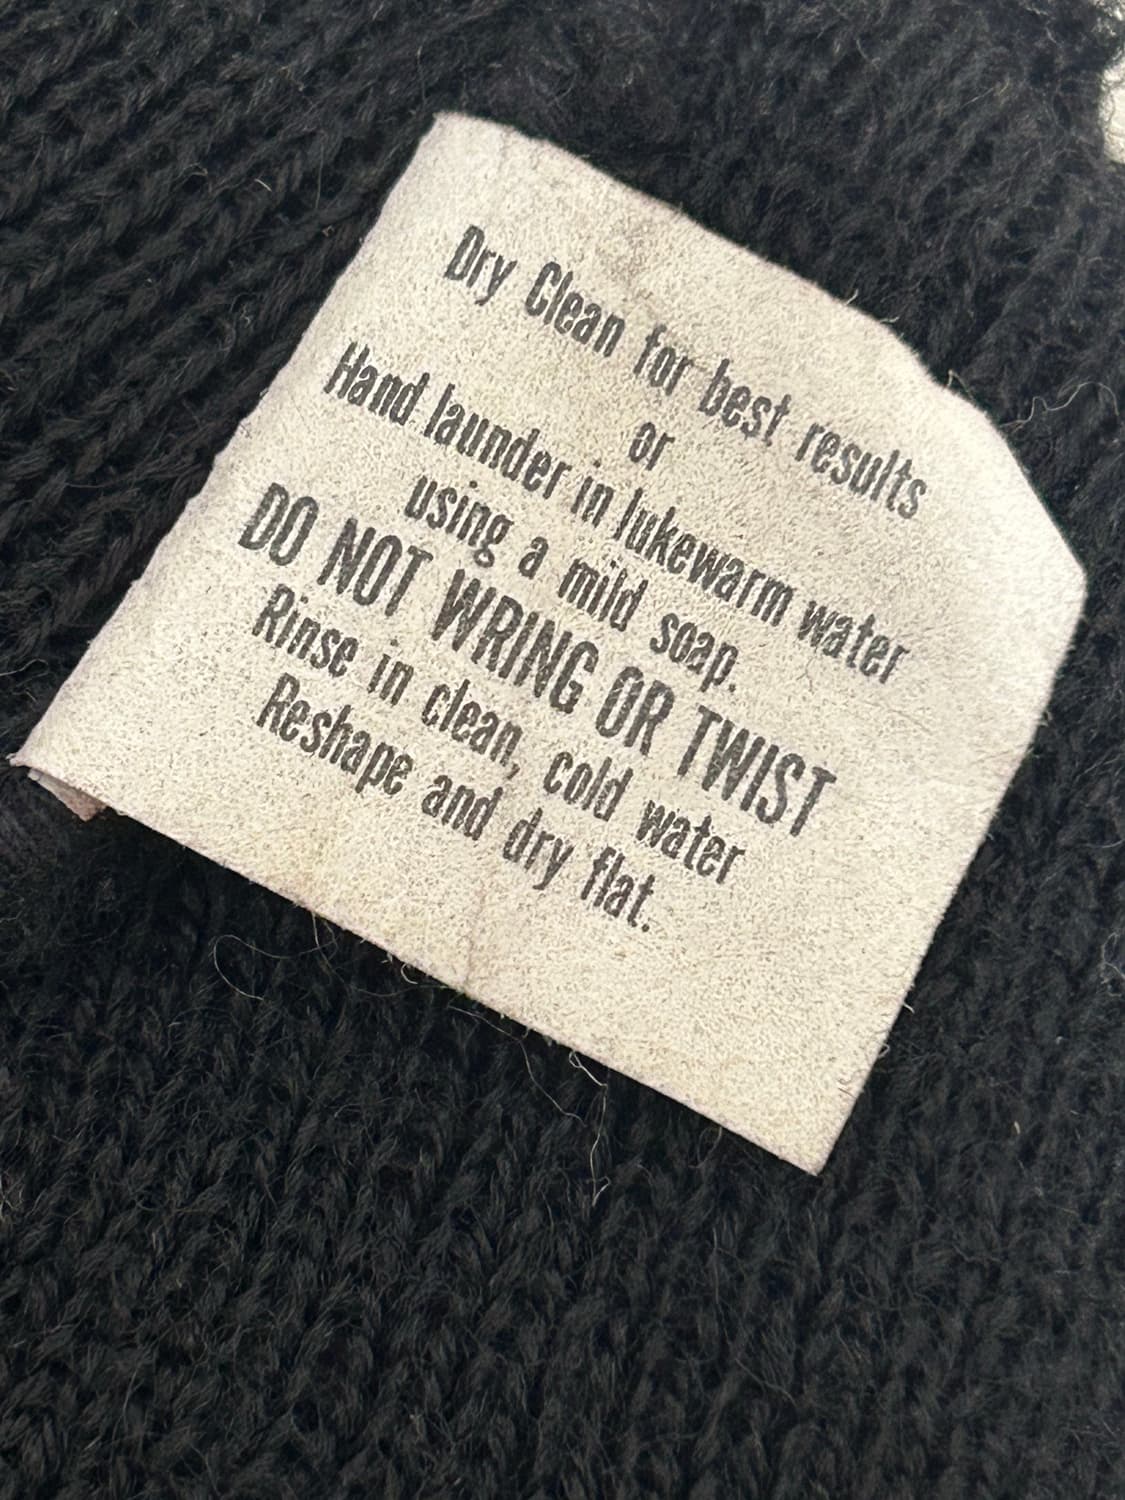 Dry Clean for best results
or
Hand launder in lukewarm water
using a mild soap.
DO NOT WRING OR TWIST
Rinse in clean, cold water
Reshape and dry flat.